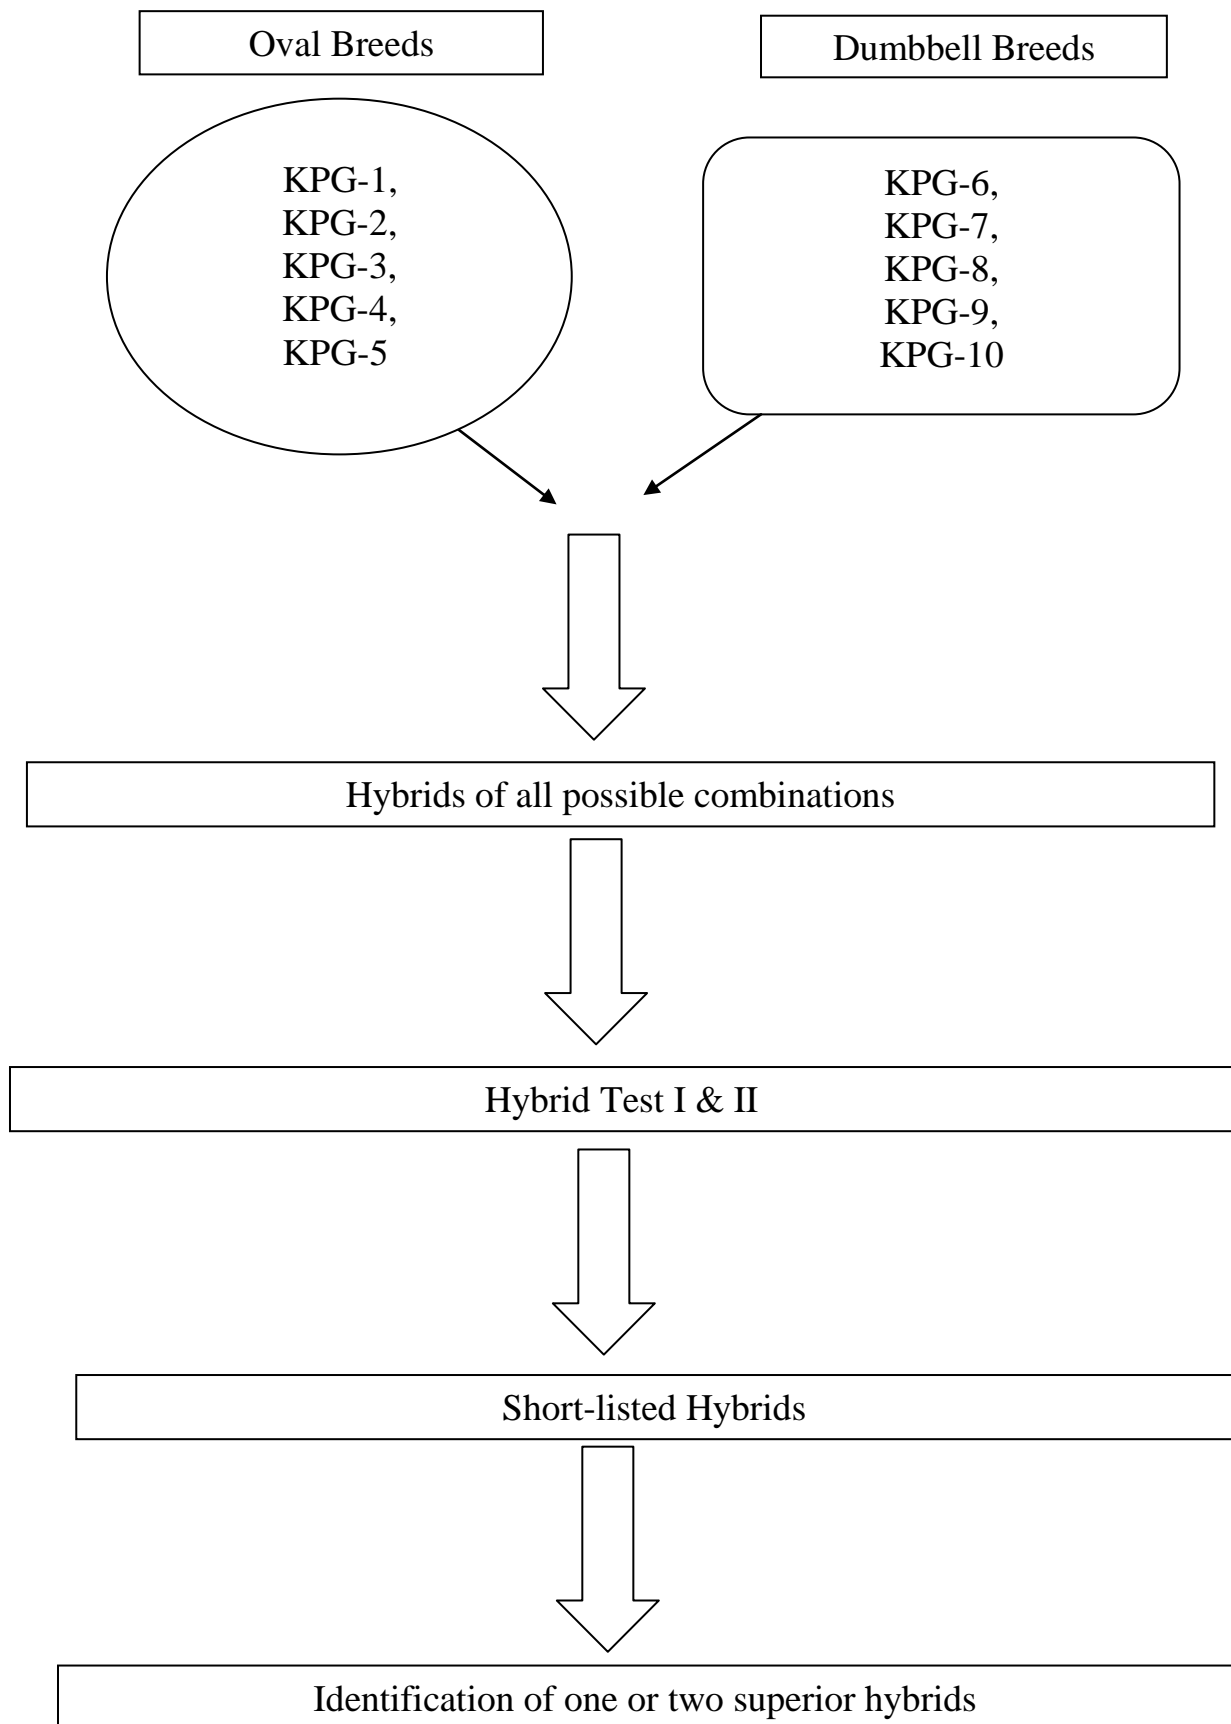 Oval Breeds
Dumbbell Breeds
KPG-1,
KPG-2,
KPG-3,
KPG-4,
KPG-5
KPG-6,
KPG-7,
KPG-8,
KPG-9,
KPG-10
Hybrids of all possible combinations
Hybrid Test I & II
Short-listed Hybrids
Identification of one or two superior hybrids